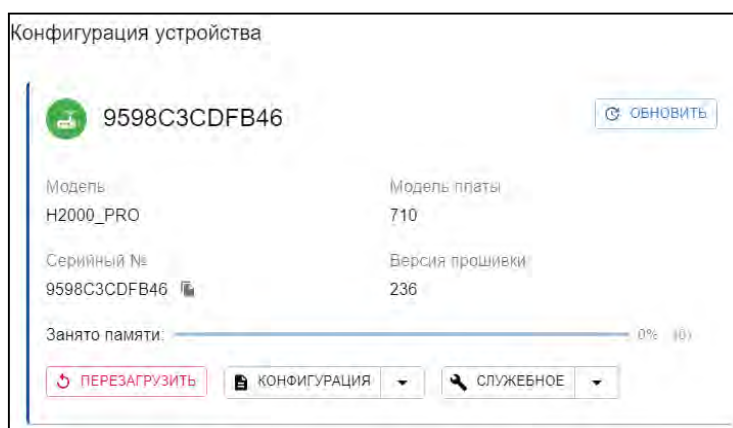 Конфигурация устройства
9598C3CDFB46
ОБНОВИТЬ
Модель
Модель платы
H2000_PRO
710
Серийный №
Версия прошивки
9598C3CDFB46
236
Занято памяти: 0% (0)
ПЕРЕЗАГРУЗИТЬ
КОНФИГУРАЦИЯ
СЛУЖЕБНОЕ